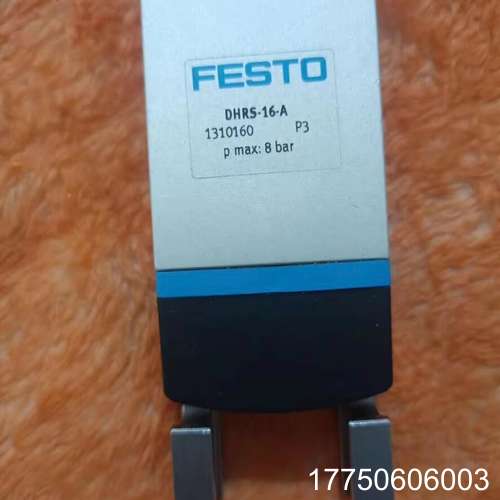 FESTO
DHRS-16-A
1310160 P3
p max: 8 bar
17750606003